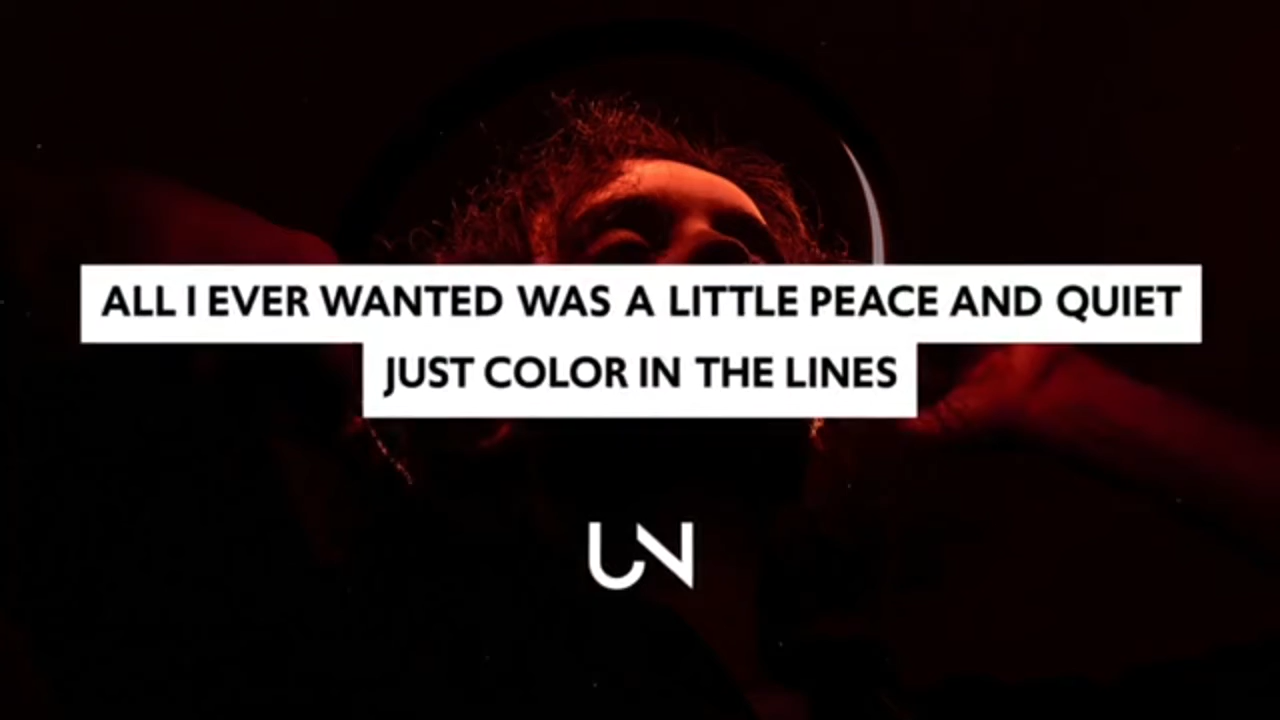 ALL I EVER WANTED WAS A LITTLE PEACE AND QUIET
JUST COLOR IN THE LINES
UN